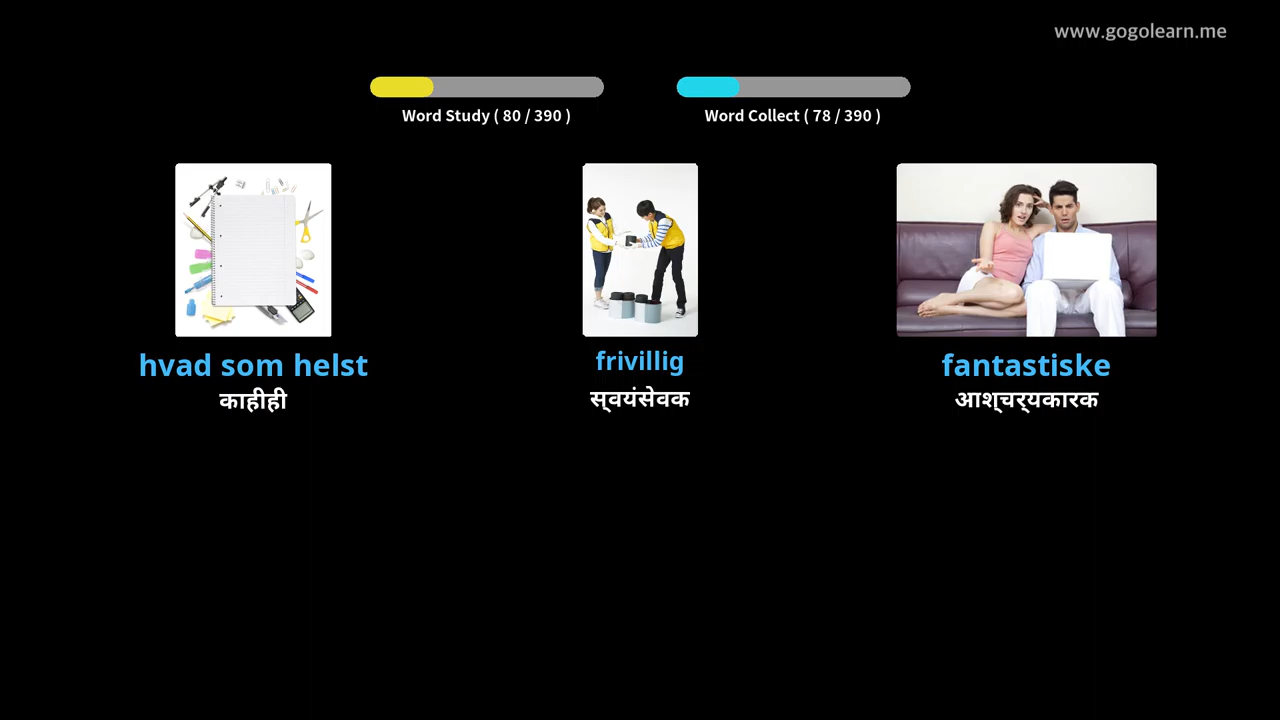 www.gogolearn.me
Word Study ( 80 / 390 )
Word Collect ( 78 / 390 )
hvad som helst
काहीही
frivillig
स्वयंसेवक
fantastiske
आश्चर्यकारक